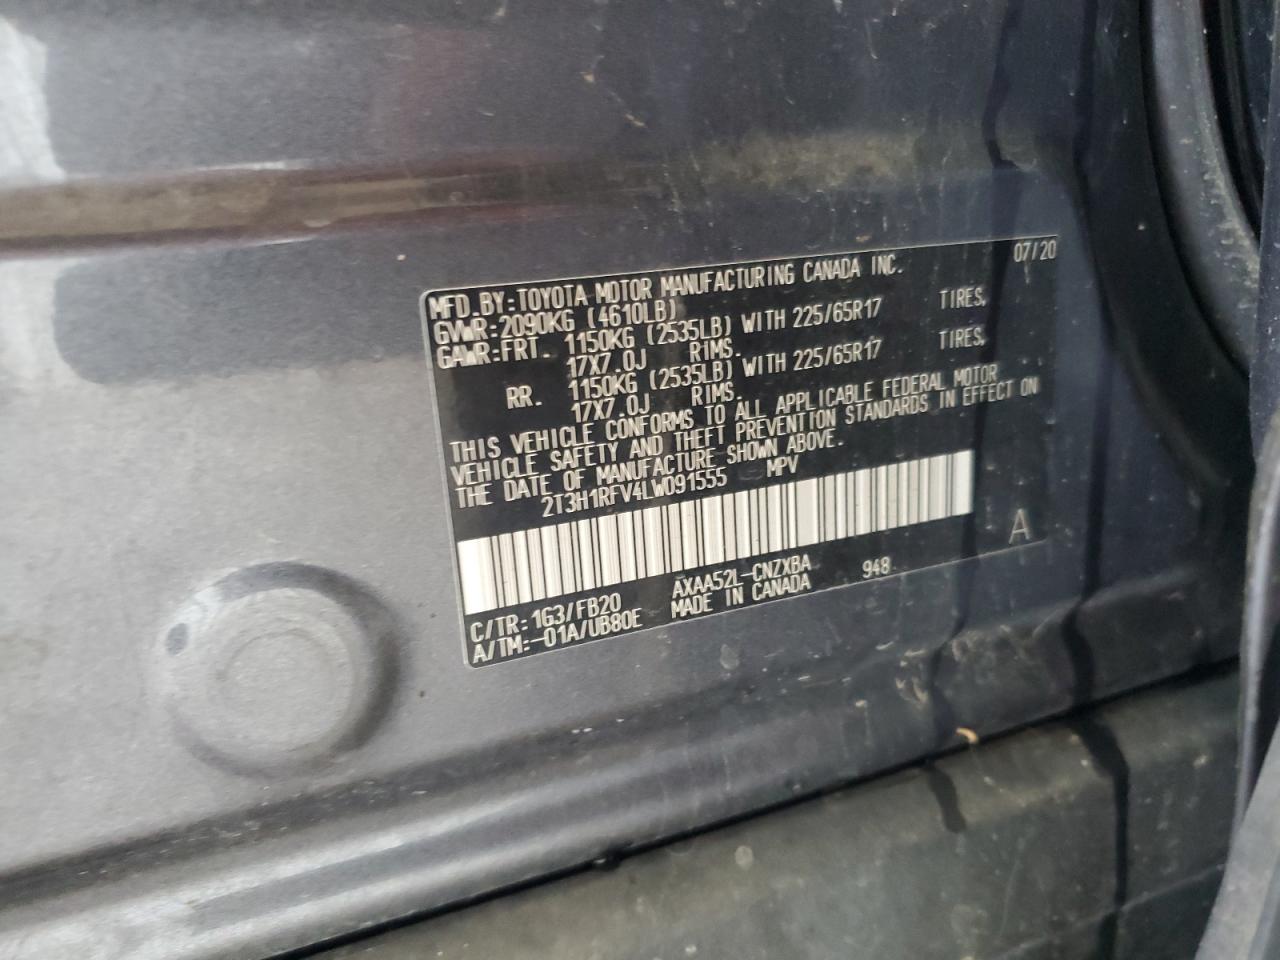 07/20
MFD.BY:TOYOTA MOTOR MANUFACTURING CANADA INC.
GVWR:2090KG (4610LB)
GAWR:FRT. 1150KG (2535LB) WITH 225/65R17 TIRES,
17X7.0J RIMS.
RR. 1150KG (2535LB) WITH 225/65R17 TIRES,
17X7.0J RIMS.
THIS VEHICLE CONFORMS TO ALL APPLICABLE FEDERAL MOTOR
VEHICLE SAFETY AND THEFT PREVENTION STANDARDS IN EFFECT ON
THE DATE OF MANUFACTURE SHOWN ABOVE.
2T3H1RFV4LW091555 MPV
A
C/TR:1G3/FB20 AXAA52L-CNZXBA 948
A/TM:-01A/UB80E MADE IN CANADA